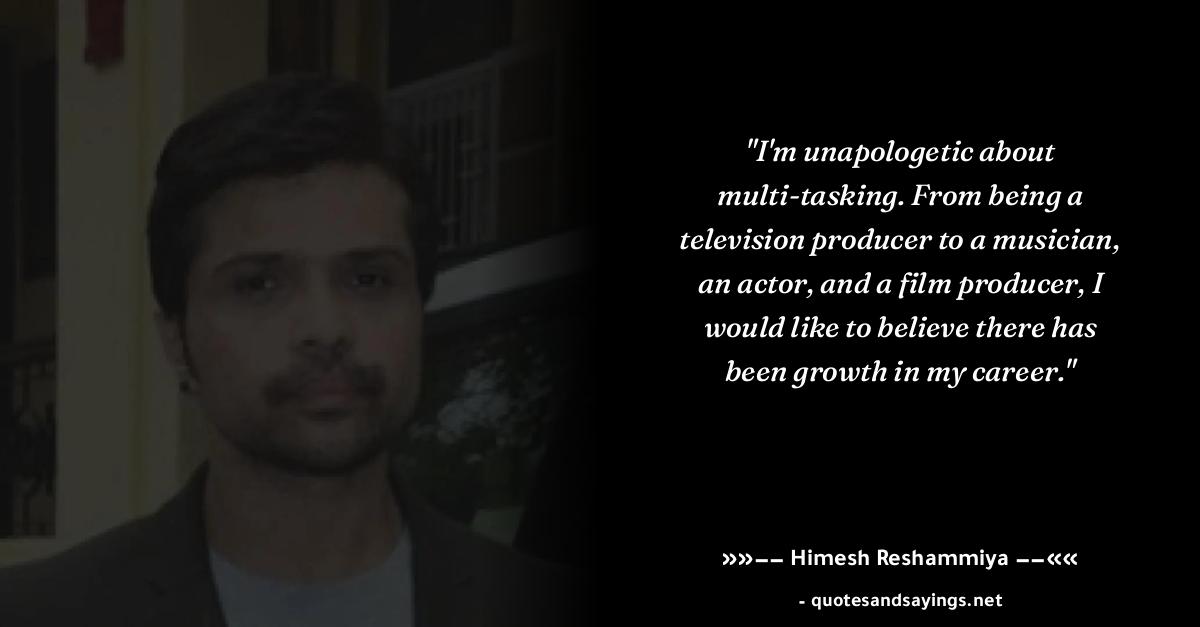 "I'm unapologetic about
multi-tasking. From being a
television producer to a musician,
an actor, and a film producer, I
would like to believe there has
been growth in my career."
»»−− Himesh Reshammiya −−««
- quotesandsayings.net